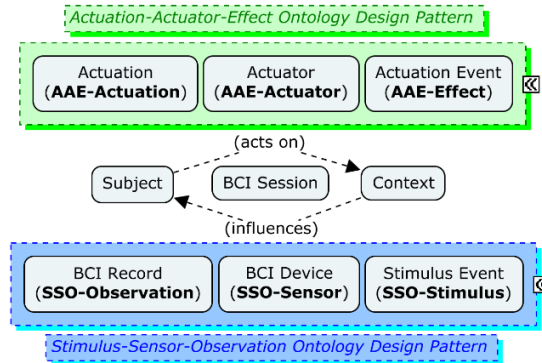 Actuation-Actuator-Effect Ontology Design Pattern
Actuation
(AAE-Actuation)
Actuator
(AAE-Actuator)
Actuation Event
(AAE-Effect)
(acts on)
Subject
BCI Session
Context
(influences)
BCI Record
(SSO-Observation)
BCI Device
(SSO-Sensor)
Stimulus Event
(SSO-Stimulus)
Stimulus-Sensor-Observation Ontology Design Pattern